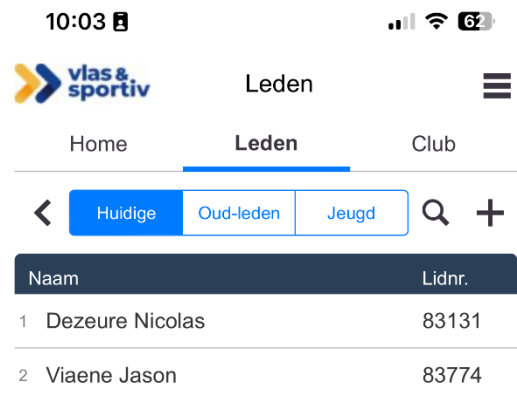 10:03 62
vlas &
sportiv
Leden
Home Leden Club
Huidige Oud-leden Jeugd
Naam Lidnr.
1 Dezeure Nicolas 83131
2 Viaene Jason 83774